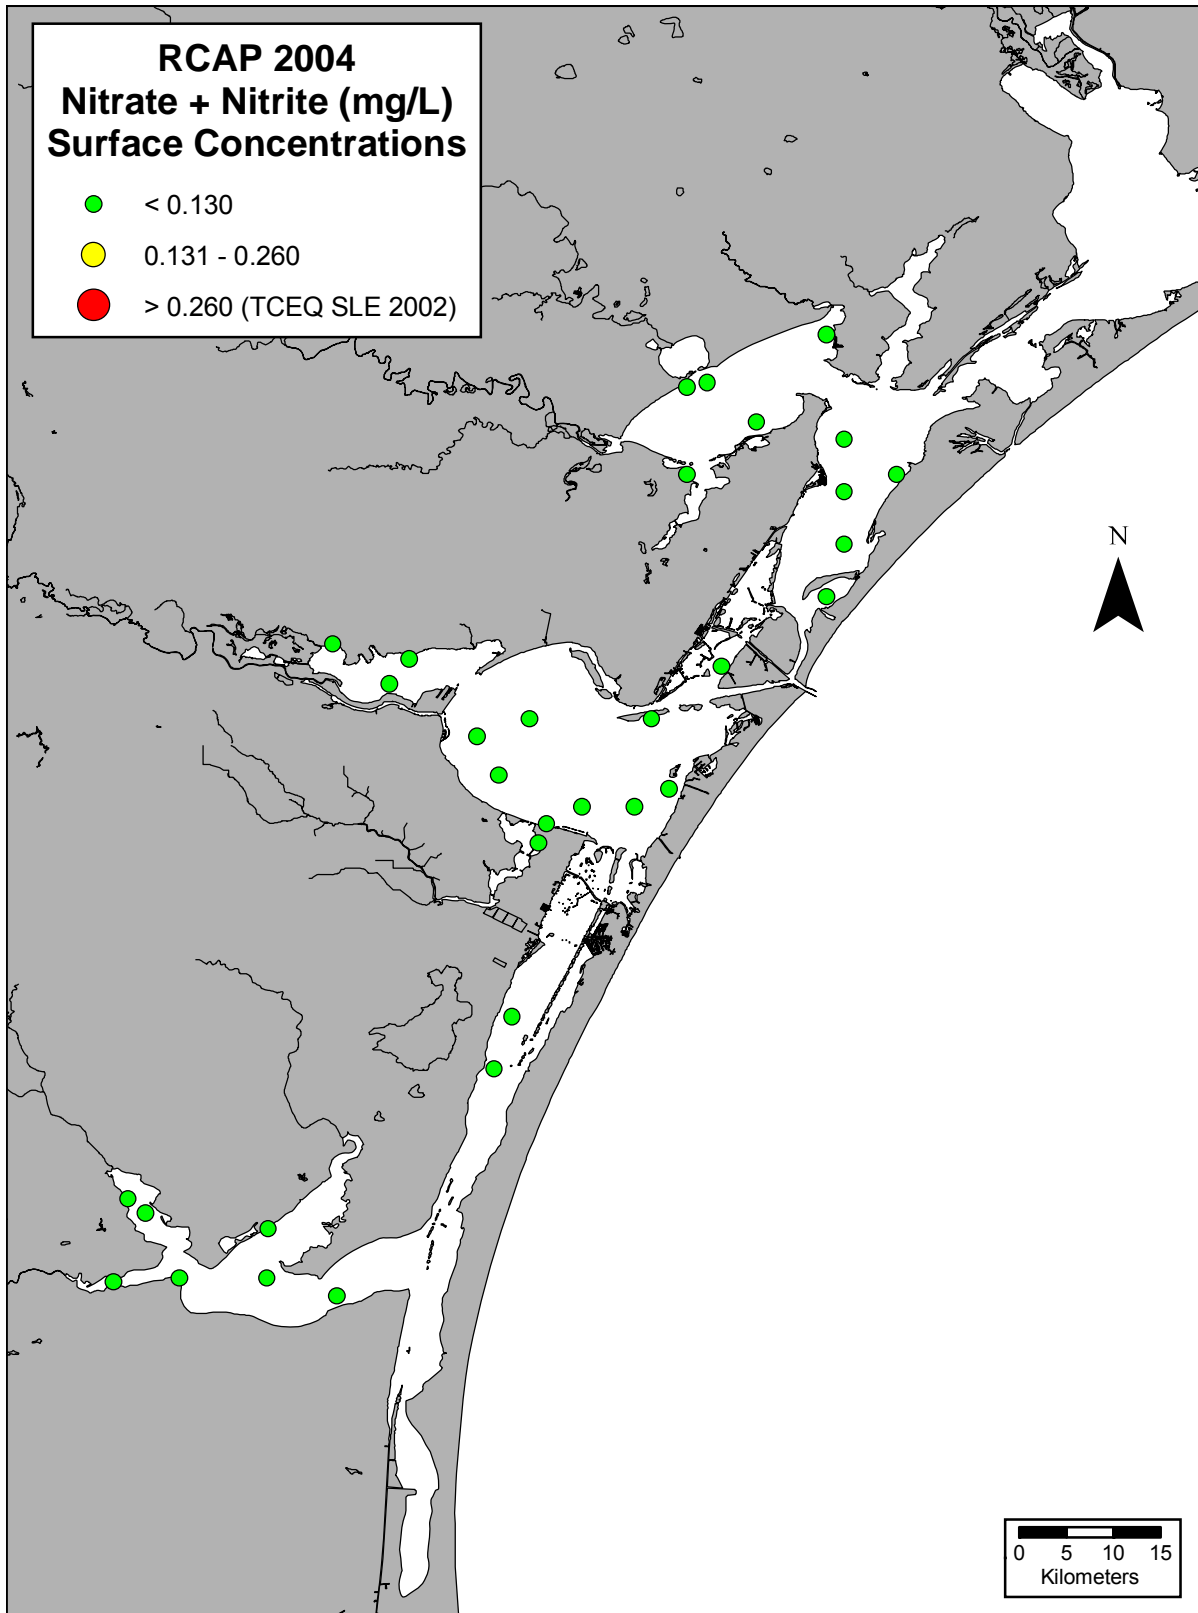 RCAP 2004
Nitrate + Nitrite (mg/L)
Surface Concentrations
< 0.130
0.131 - 0.260
> 0.260 (TCEQ SLE 2002)
N
0 5 10 15
Kilometers